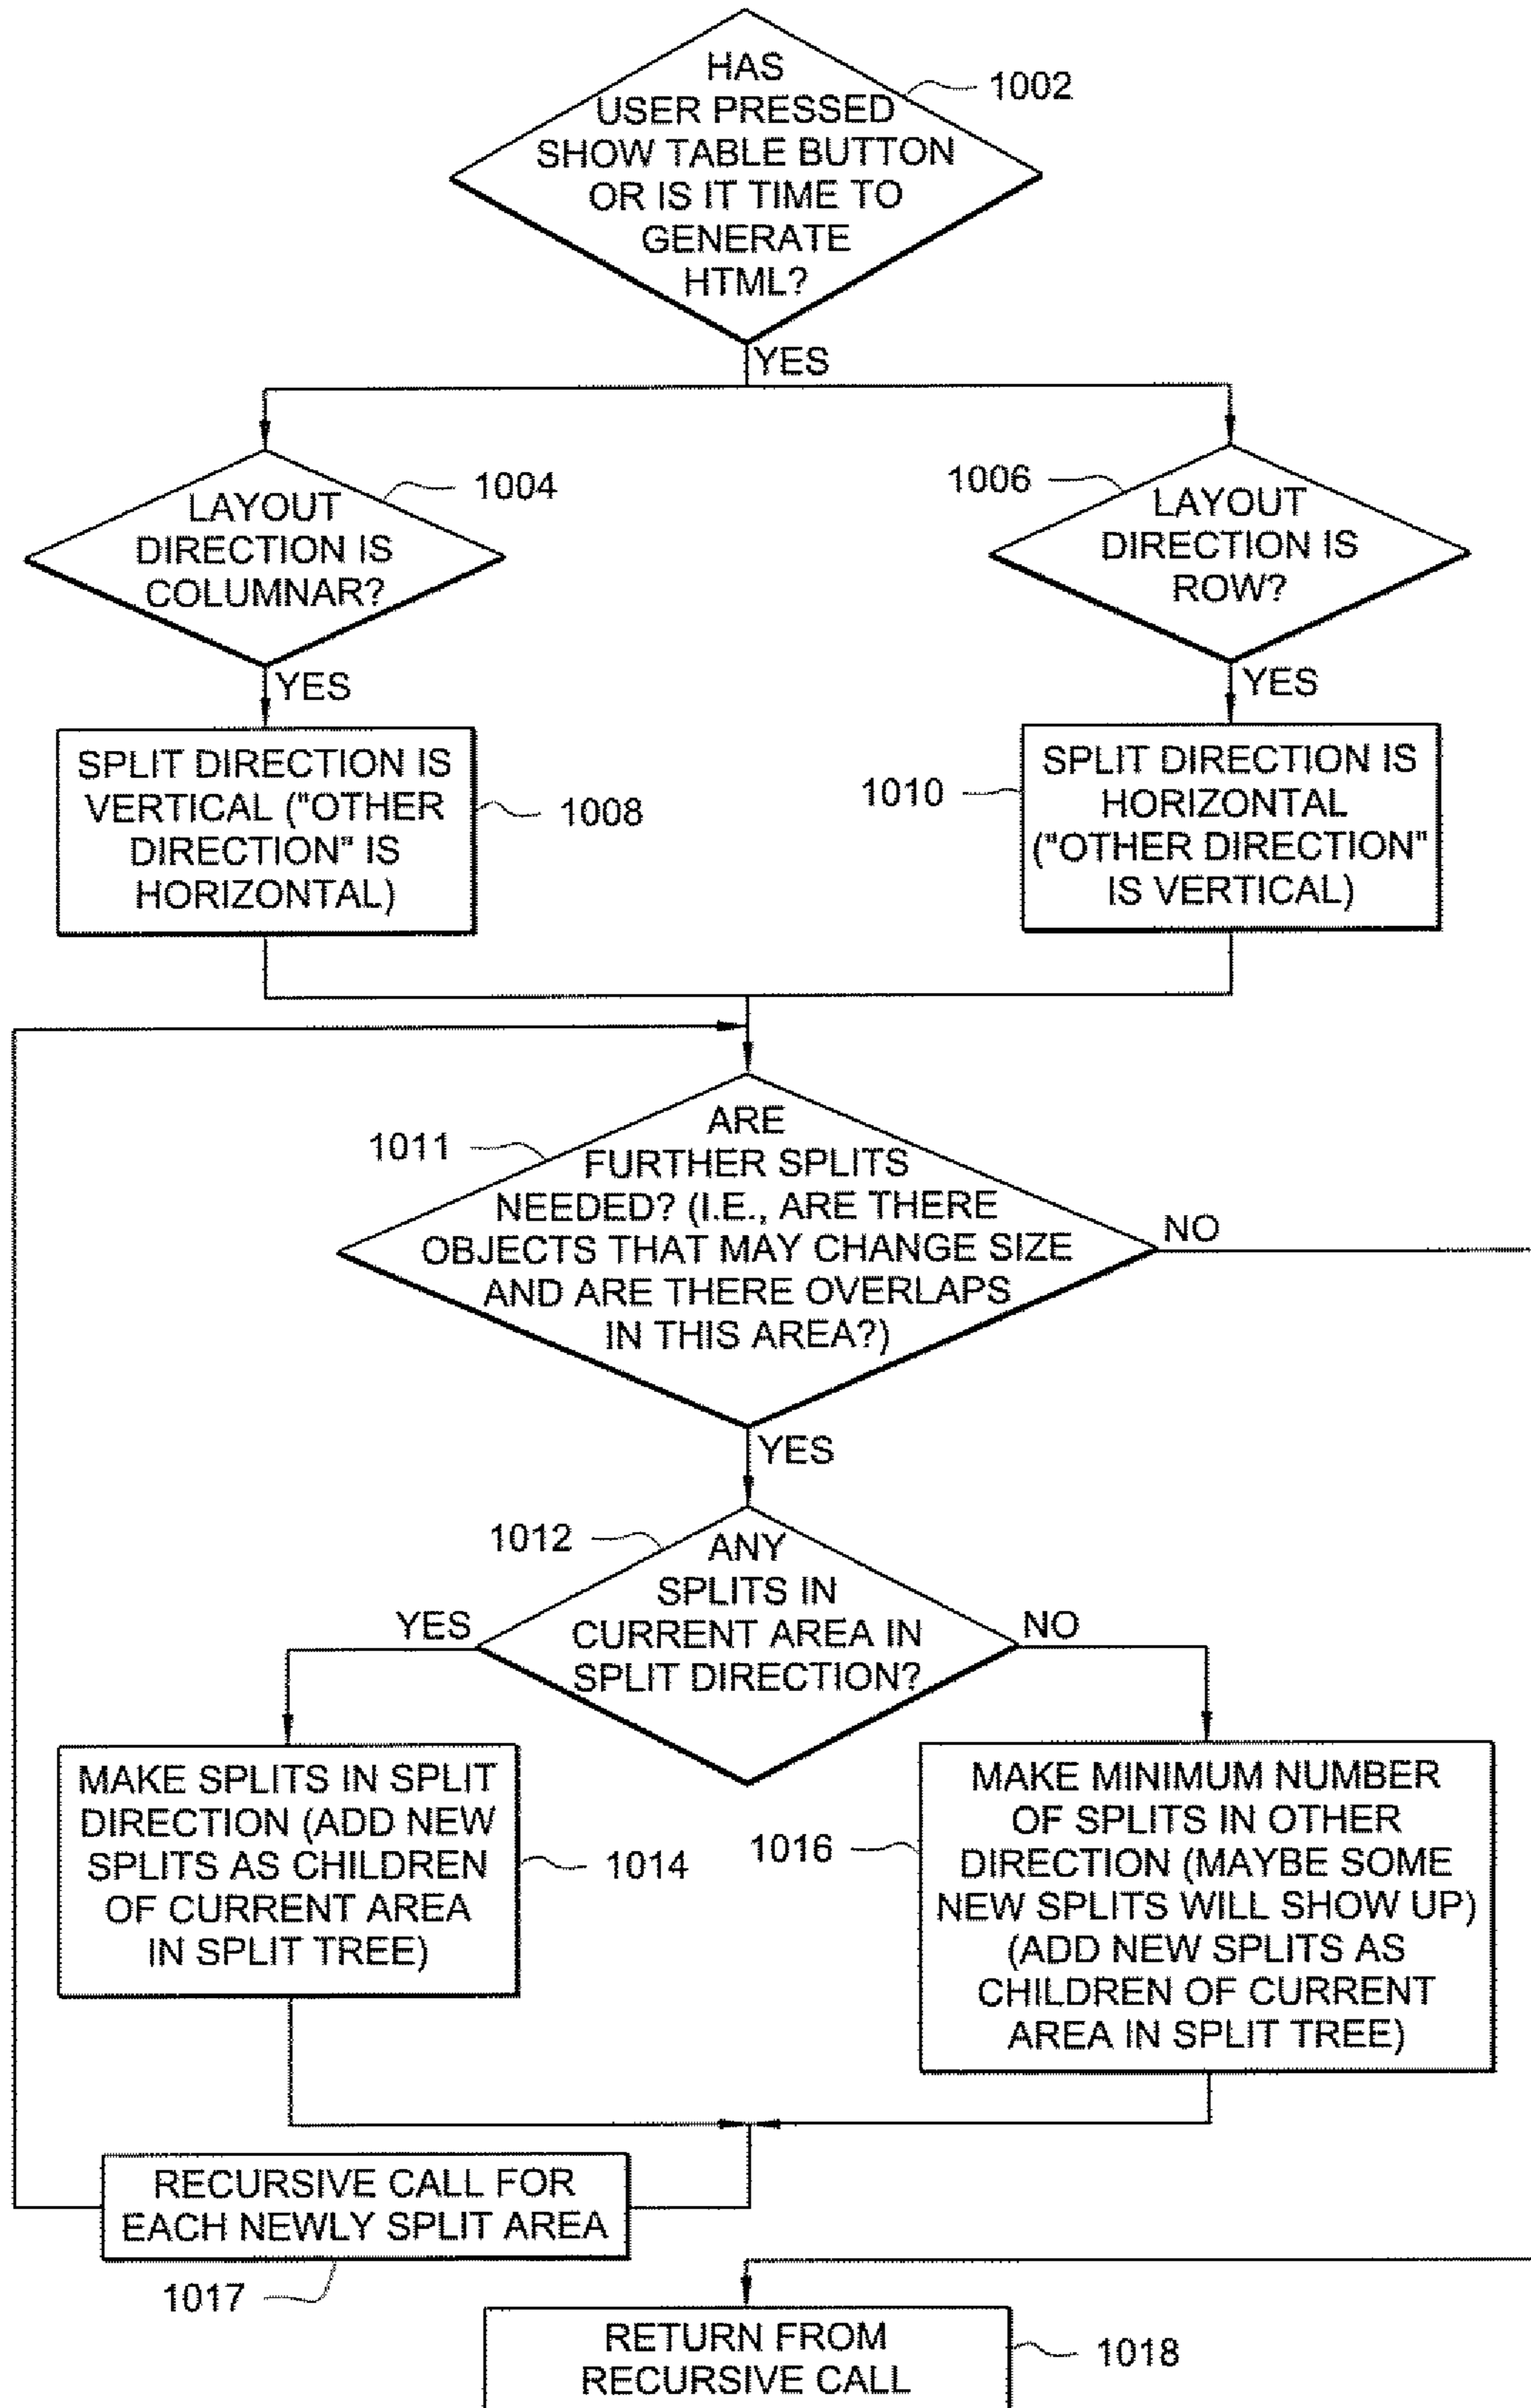 HAS
USER PRESSED
SHOW TABLE BUTTON
OR IS IT TIME TO
GENERATE
HTML?
1002
YES
LAYOUT
DIRECTION IS
COLUMNAR?
1004
1006
LAYOUT
DIRECTION IS
ROW?
YES
YES
SPLIT DIRECTION IS
VERTICAL ("OTHER
DIRECTION" IS
HORIZONTAL)
1008
1010
SPLIT DIRECTION IS
HORIZONTAL
("OTHER DIRECTION"
IS VERTICAL)
1011
ARE
FURTHER SPLITS
NEEDED? (I.E., ARE THERE
OBJECTS THAT MAY CHANGE SIZE
AND ARE THERE OVERLAPS
IN THIS AREA?)
NO
YES
1012
ANY
SPLITS IN
CURRENT AREA IN
SPLIT DIRECTION?
YES
NO
MAKE SPLITS IN SPLIT
DIRECTION (ADD NEW
SPLITS AS CHILDREN
OF CURRENT AREA
IN SPLIT TREE)
1014
1016
MAKE MINIMUM NUMBER
OF SPLITS IN OTHER
DIRECTION (MAYBE SOME
NEW SPLITS WILL SHOW UP)
(ADD NEW SPLITS AS
CHILDREN OF CURRENT
AREA IN SPLIT TREE)
RECURSIVE CALL FOR
EACH NEWLY SPLIT AREA
1017
RETURN FROM
RECURSIVE CALL
1018